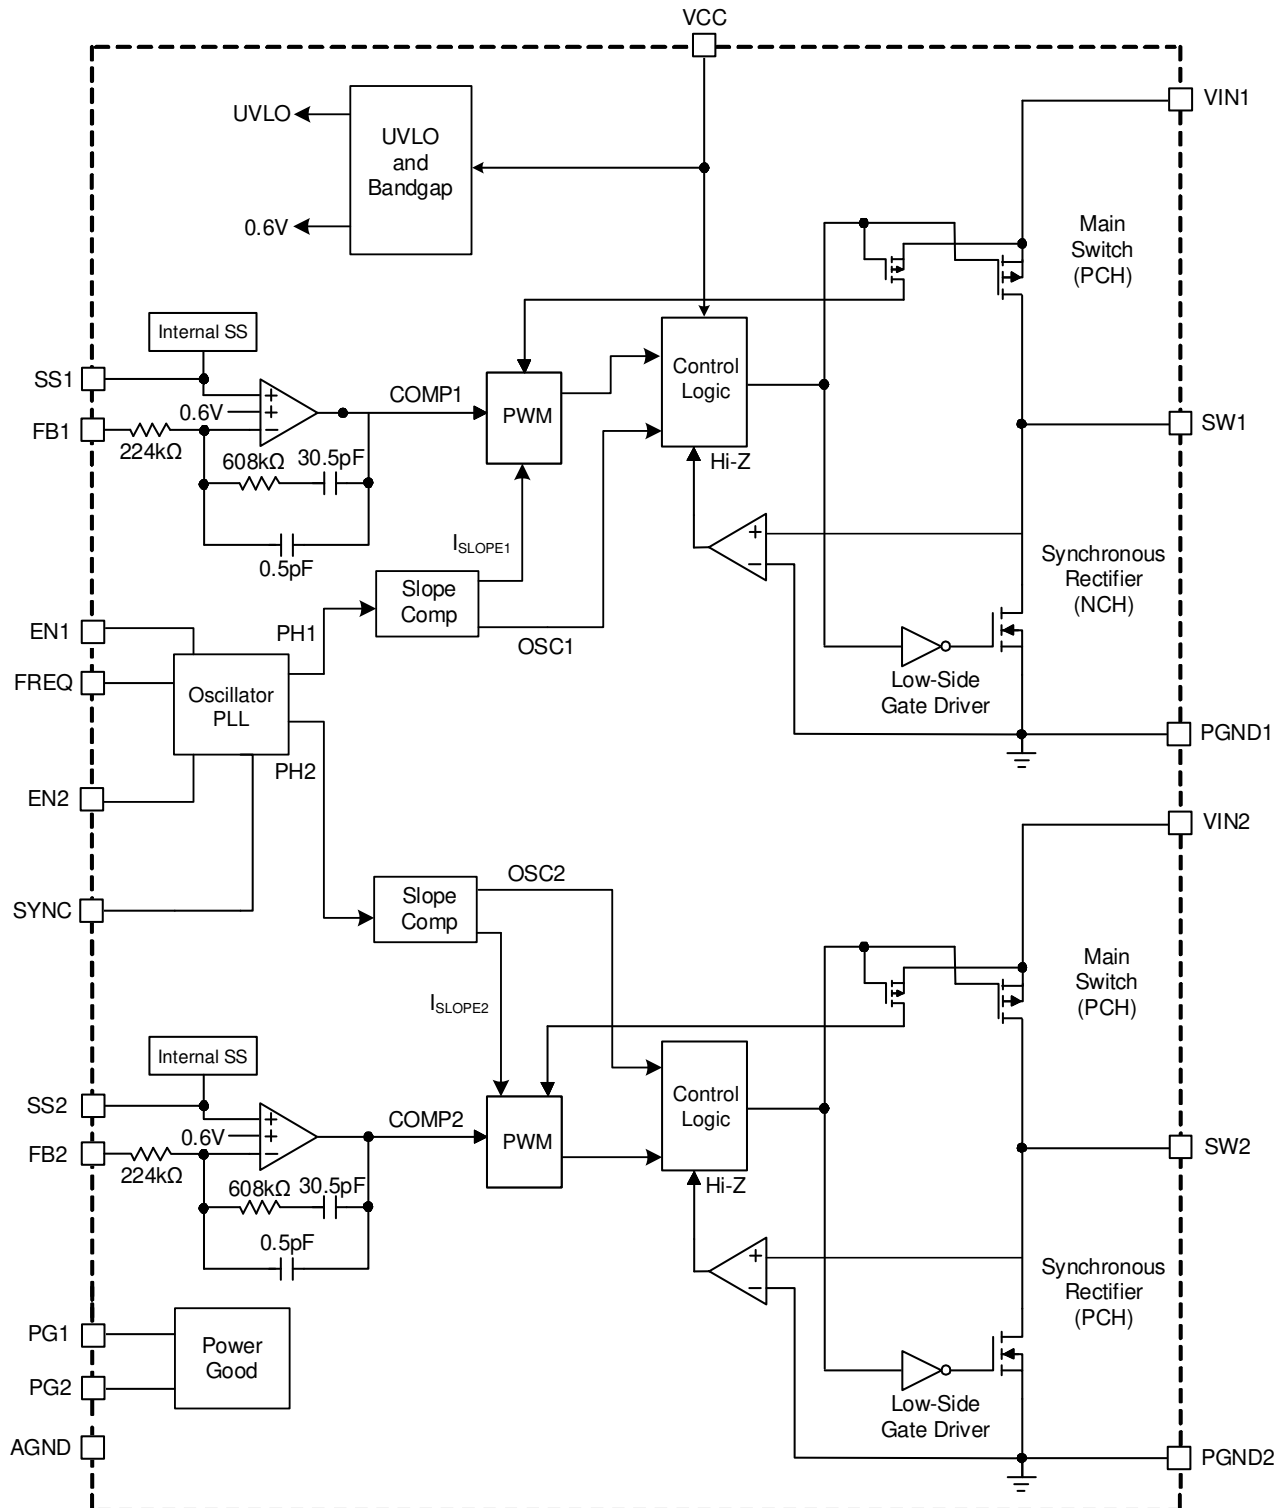 VCC
VIN1
UVLO
UVLO
and
Bandgap
0.6V
Main
Switch
(PCH)
Internal SS
SS1
0.6V
COMP1
PWM
Control
Logic
FB1
224kΩ
608kΩ
30.5pF
0.5pF
Hi-Z
SW1
I_SLOPE1
Slope
Comp
OSC1
Synchronous
Rectifier
(NCH)
Low-Side
Gate Driver
EN1
PH1
FREQ
Oscillator
PLL
PGND1
PH2
EN2
VIN2
SYNC
Slope
Comp
OSC2
Main
Switch
(PCH)
I_SLOPE2
Internal SS
SS2
0.6V
COMP2
PWM
Control
Logic
FB2
224kΩ
608kΩ
30.5pF
0.5pF
Hi-Z
SW2
Synchronous
Rectifier
(PCH)
PG1
Power
Good
PG2
Low-Side
Gate Driver
AGND
PGND2